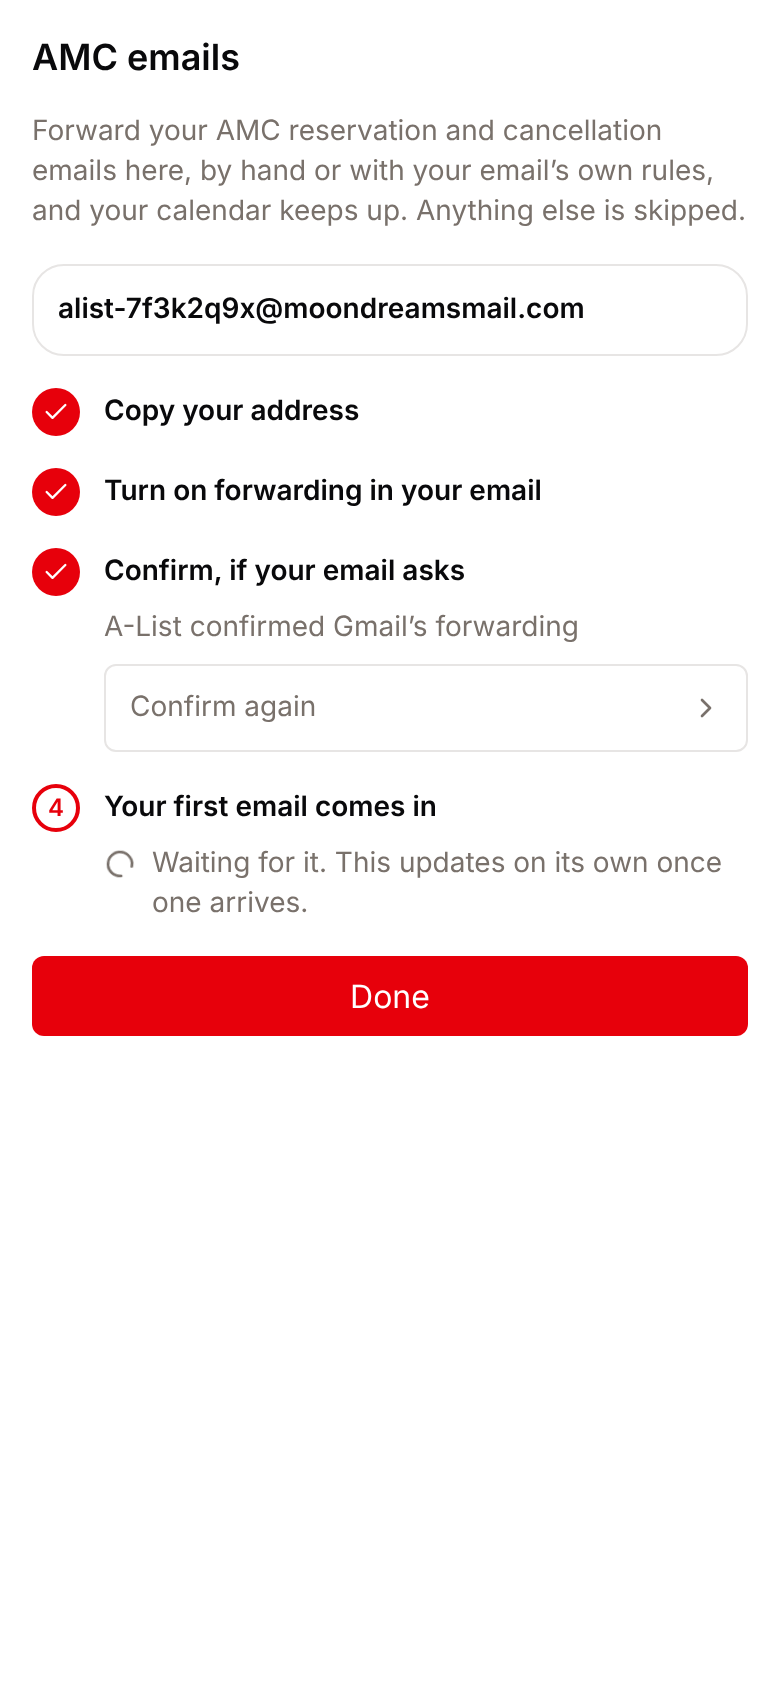 AMC emails
Forward your AMC reservation and cancellation
emails here, by hand or with your email’s own rules,
and your calendar keeps up. Anything else is skipped.
alist-7f3k2q9x@moondreamsmail.com
Copy your address
Turn on forwarding in your email
Confirm, if your email asks
A-List confirmed Gmail’s forwarding
Confirm again
4 Your first email comes in
Waiting for it. This updates on its own once
one arrives.
Done